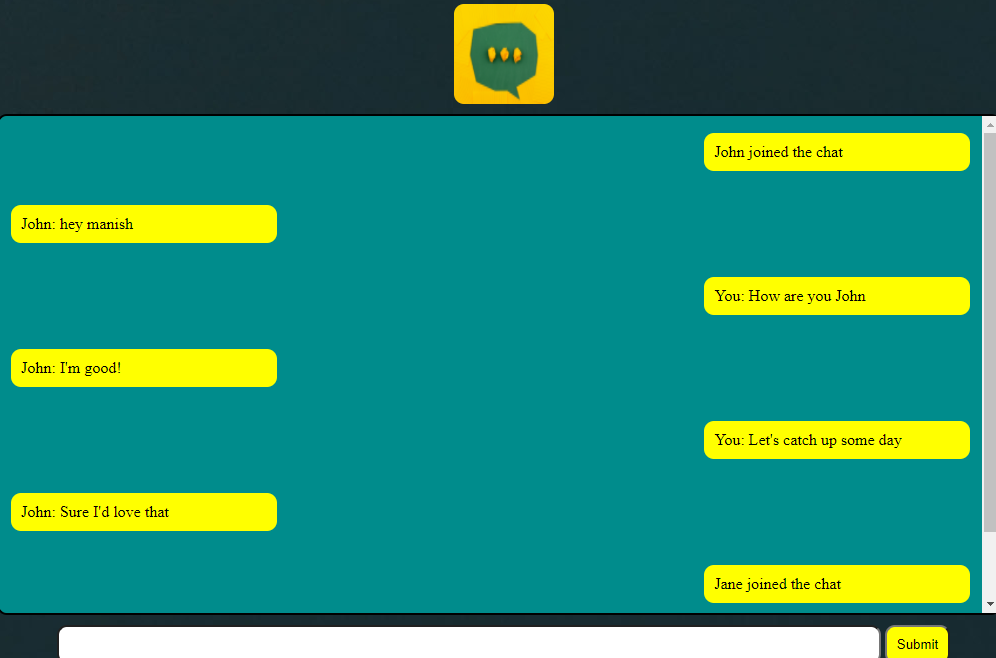 John joined the chat
John: hey manish
You: How are you John
John: I'm good!
You: Let's catch up some day
John: Sure I'd love that
Jane joined the chat
Submit